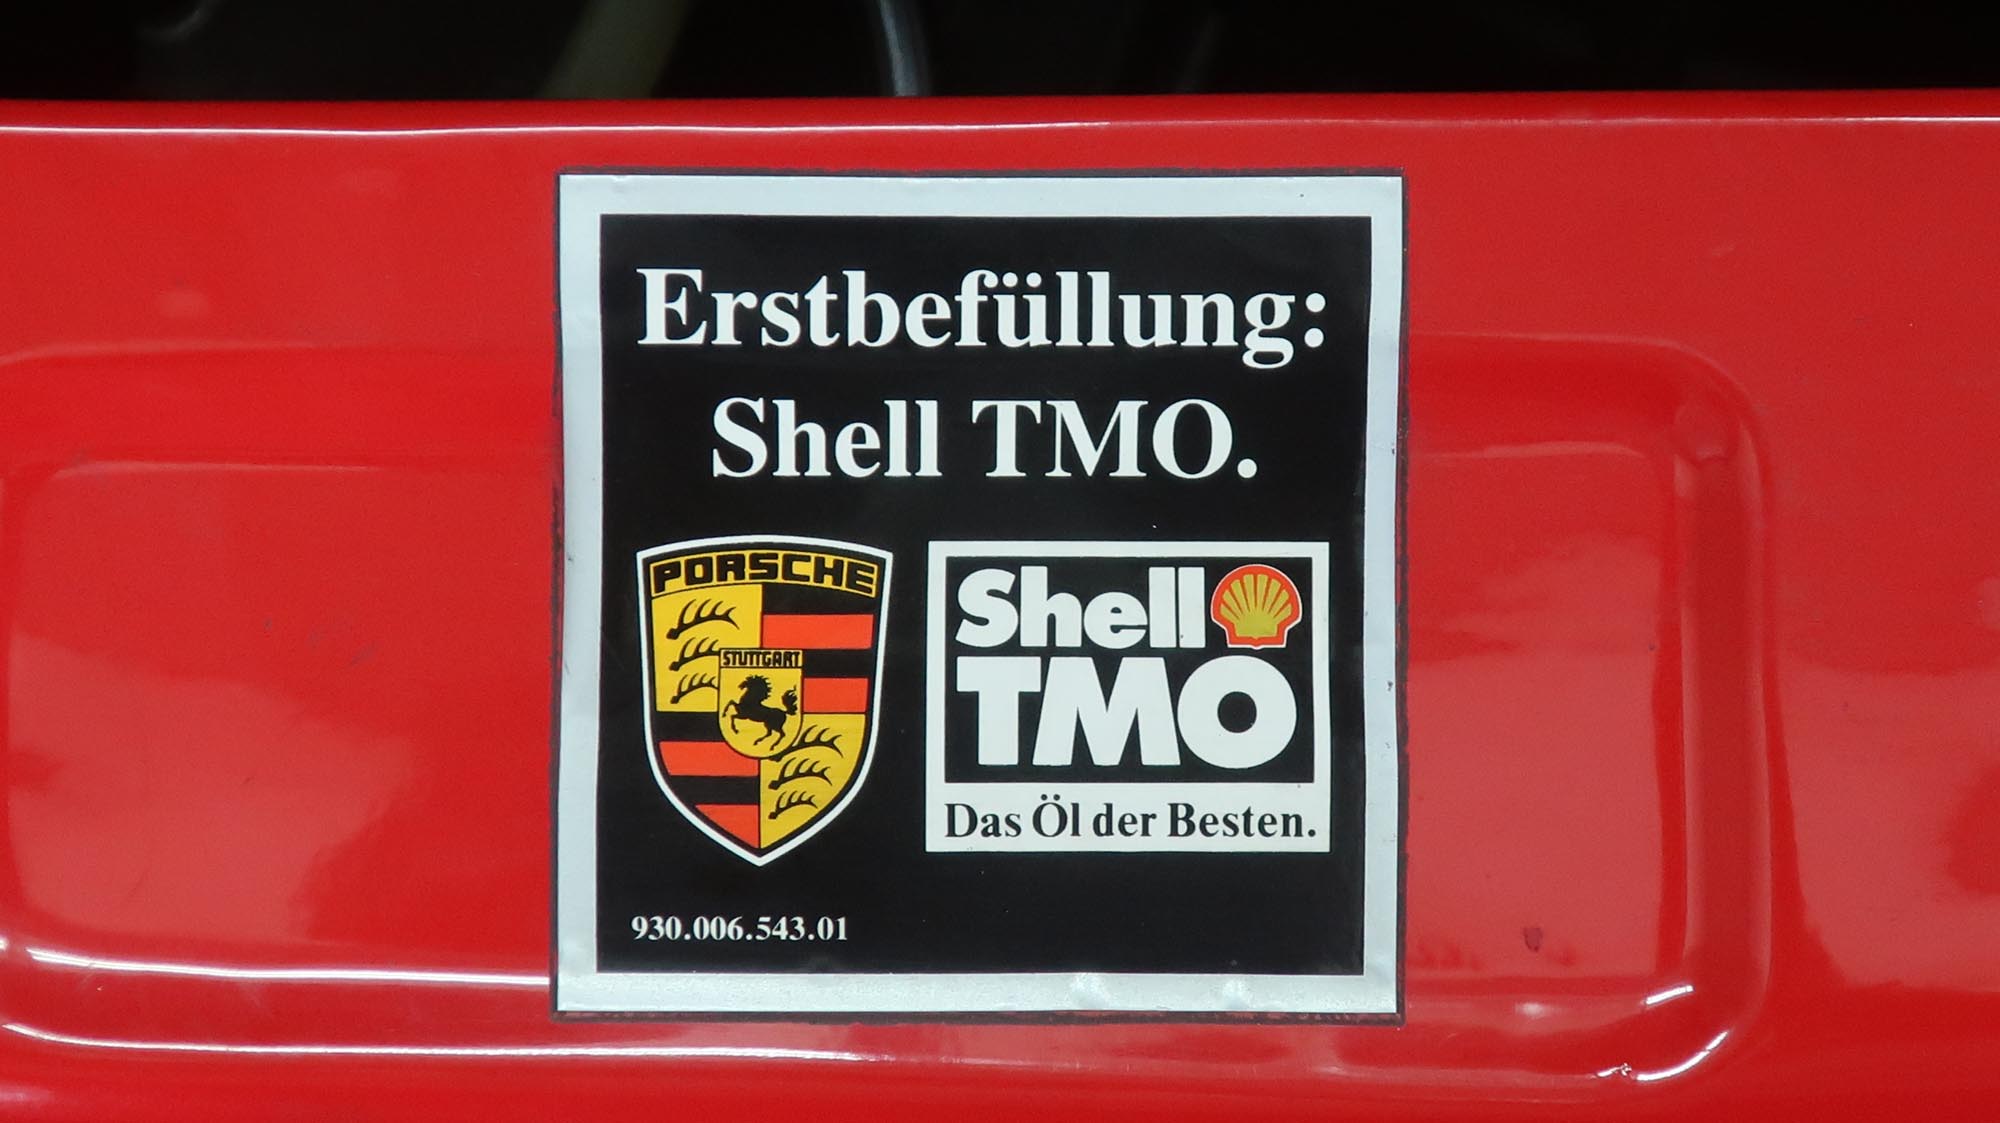 Erstbefüllung:
Shell TMO.
PORSCHE
STUTTGART
Shell
TMO
Das Öl der Besten.
930.006.543.01